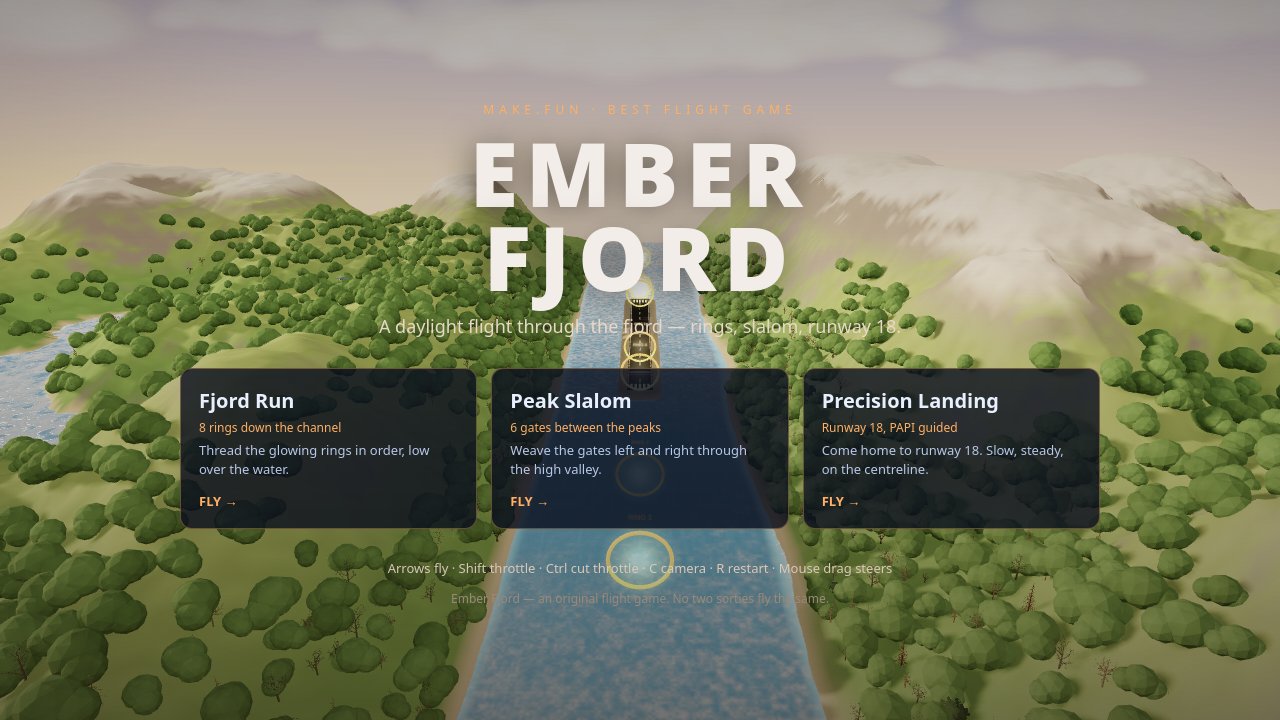 MAKE.FUN · BEST FLIGHT GAME
EMBER
FJORD
A daylight flight through the fjord — rings, slalom, runway 18.
Fjord Run
8 rings down the channel
Thread the glowing rings in order, low
over the water.
FLY →
Peak Slalom
6 gates between the peaks
Weave the gates left and right through
the high valley.
FLY →
Precision Landing
Runway 18, PAPI guided
Come home to runway 18. Slow, steady,
on the centreline.
FLY →
Arrows fly · Shift throttle · Ctrl cut throttle · C camera · R restart · Mouse drag steers
Ember Fjord — an original flight game. No two sorties fly the same.